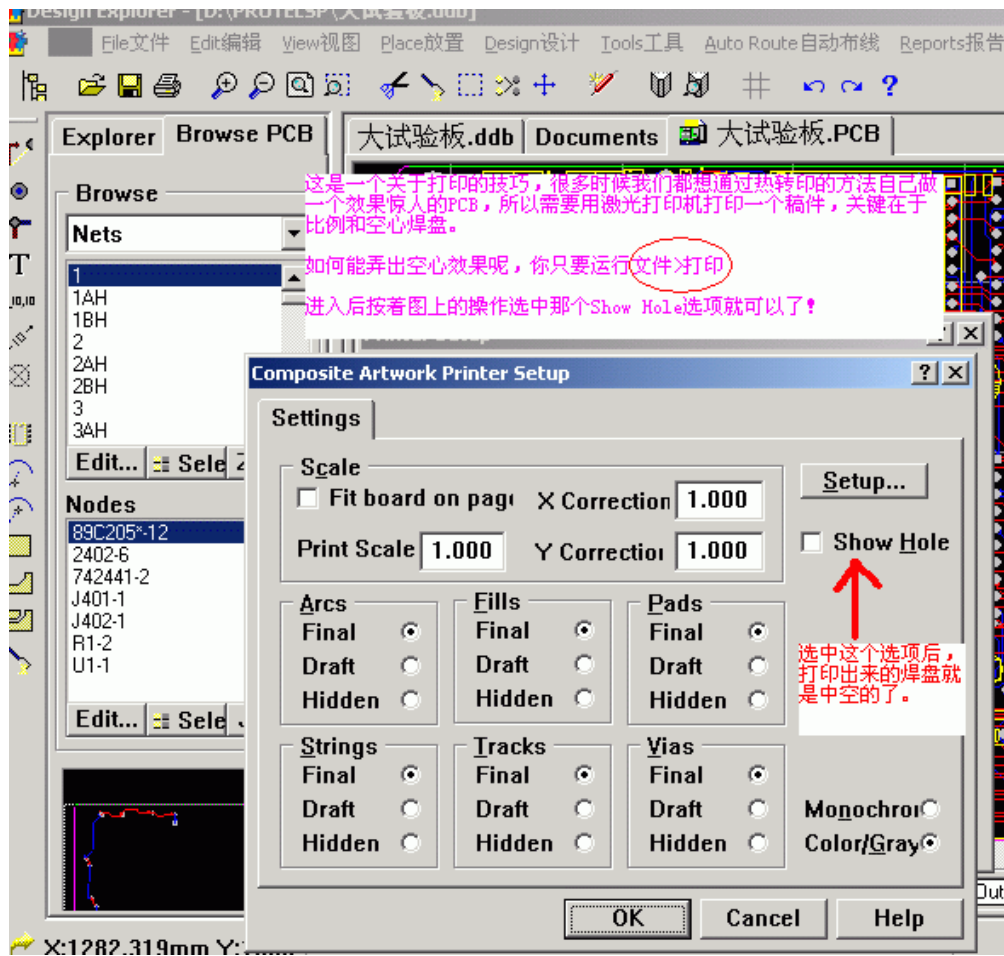 Design Explorer - [D:\PROTELSP\大试验板.ddb]
File文件 Edit编辑 View视图 Place放置 Design设计 Tools工具 Auto Route自动布线 Reports报告
Explorer Browse PCB 大试验板.ddb Documents 大试验板.PCB
这是一个关于打印的技巧，很多时候我们都想通过热转印的方法自己做
一个效果惊人的PCB，所以需要用激光打印机打印一个稿件，关键在于
比例和空心焊盘。
如何能弄出空心效果呢，你只要运行文件>打印
进入后按着图上的操作选中那个Show Hole选项就可以了！
Browse
Nets
1
1AH
1BH
2
2AH
2BH
3
3AH
Edit... Sele
Nodes
89C205*-12
2402-6
742441-2
J401-1
J402-1
R1-2
U1-1
Edit... Sele
Composite Artwork Printer Setup
Settings
Scale
Fit board on page X Correction 1.000
Print Scale 1.000 Y Correction 1.000
Setup...
Show Hole
Arcs
Final
Draft
Hidden
Fills
Final
Draft
Hidden
Pads
Final
Draft
Hidden
选中这个选项后，
打印出来的焊盘就
是中空的了。
Strings
Final
Draft
Hidden
Tracks
Final
Draft
Hidden
Vias
Final
Draft
Hidden
Monochro
Color/Gray
OK Cancel Help
X:1282.319mm Y: